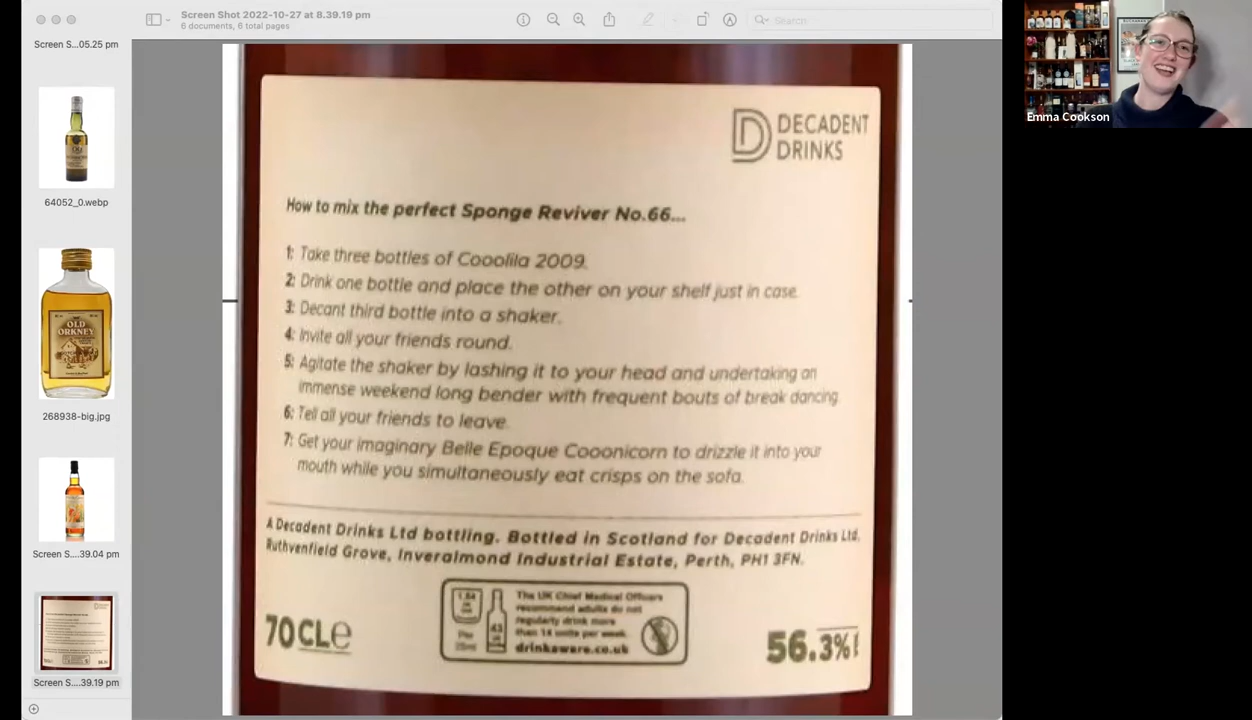 Screen Shot 2022-10-27 at 8.39.19 pm
6 documents, 6 total pages
Search
Screen S...05.25 pm
64052_0.webp
OLD
ORKNEY
268938-big.jpg
Screen S....39.04 pm
Screen S....39.19 pm
DECADENT
DRINKS
How to mix the perfect Sponge Reviver No.66...
1: Take three bottles of Cooolila 2009.
2: Drink one bottle and place the other on your shelf just in case.
3: Decant third bottle into a shaker.
4: Invite all your friends round.
5: Agitate the shaker by lashing it to your head and undertaking an
immense weekend long bender with frequent bouts of break dancing.
6: Tell all your friends to leave.
7: Get your imaginary Belle Epoque Cooonicorn to drizzle it into your
mouth while you simultaneously eat crisps on the sofa.
A Decadent Drinks Ltd bottling. Bottled in Scotland for Decadent Drinks Ltd.
Ruthvenfield Grove, Inveralmond Industrial Estate, Perth, PH1 3FN.
70CLe
The UK Chief Medical Officers
recommend adults do not
regularly drink more
than 14 units per week.
drinkaware.co.uk
56.3%!
Emma Cookson